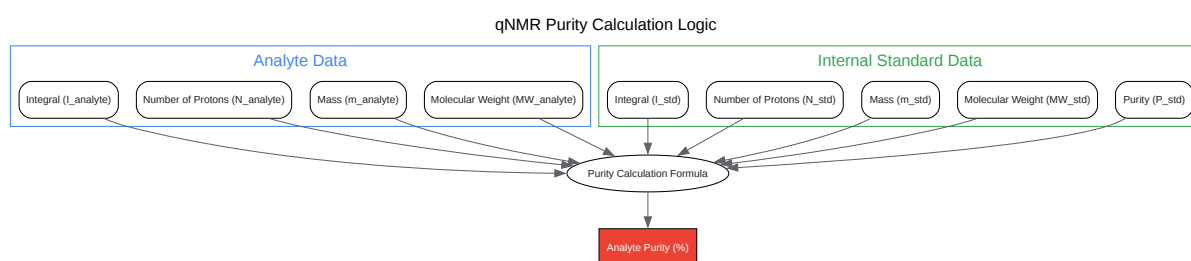 qNMR Purity Calculation Logic
Analyte Data
Internal Standard Data
Integral (I_analyte)
Number of Protons (N_analyte)
Mass (m_analyte)
Molecular Weight (MW_analyte)
Integral (I_std)
Number of Protons (N_std)
Mass (m_std)
Molecular Weight (MW_std)
Purity (P_std)
Purity Calculation Formula
Analyte Purity (%)